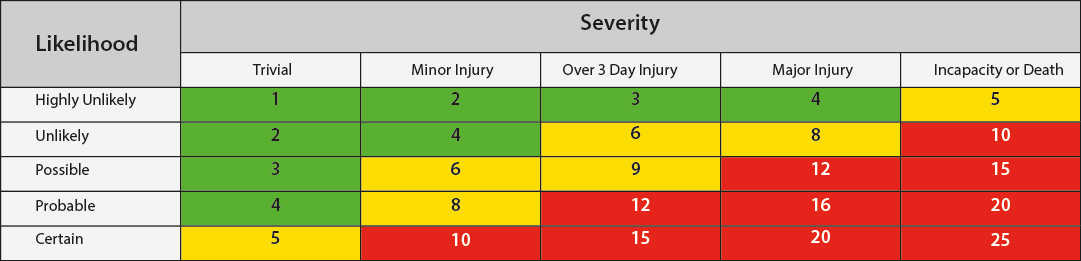 Likelihood Severity
Trivial Minor Injury Over 3 Day Injury Major Injury Incapacity or Death
Highly Unlikely 1 2 3 4 5
Unlikely 2 4 6 8 10
Possible 3 6 9 12 15
Probable 4 8 12 16 20
Certain 5 10 15 20 25